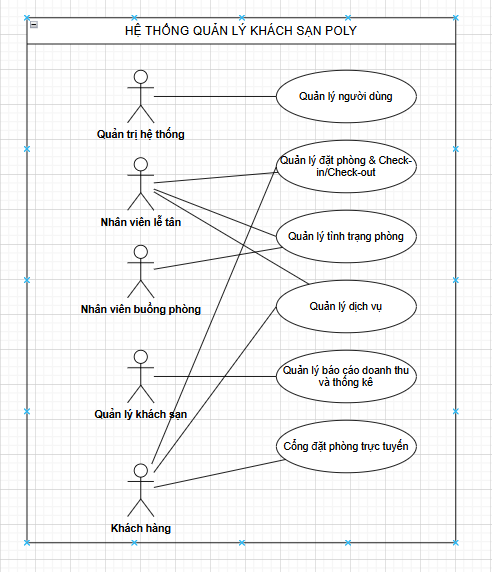 HỆ THỐNG QUẢN LÝ KHÁCH SẠN POLY
Quản lý người dùng
Quản trị hệ thống
Quản lý đặt phòng & Check-
in/Check-out
Nhân viên lễ tân
Quản lý tình trạng phòng
Nhân viên buồng phòng
Quản lý dịch vụ
Quản lý báo cáo doanh thu
và thống kê
Quản lý khách sạn
Cổng đặt phòng trực tuyến
Khách hàng